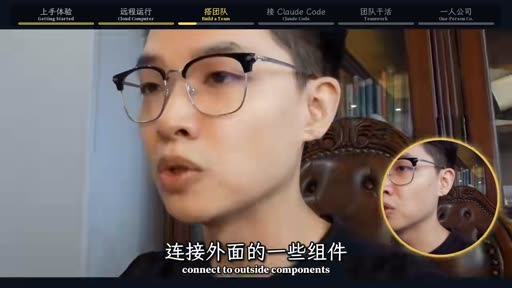 上手体验
Getting Started
远程运行
Cloud Computer
搭团队
Build a Team
接 Claude Code
Claude Code
团队干活
Teamwork
一人公司
One-Person Co.
连接外面的一些组件
connect to outside components